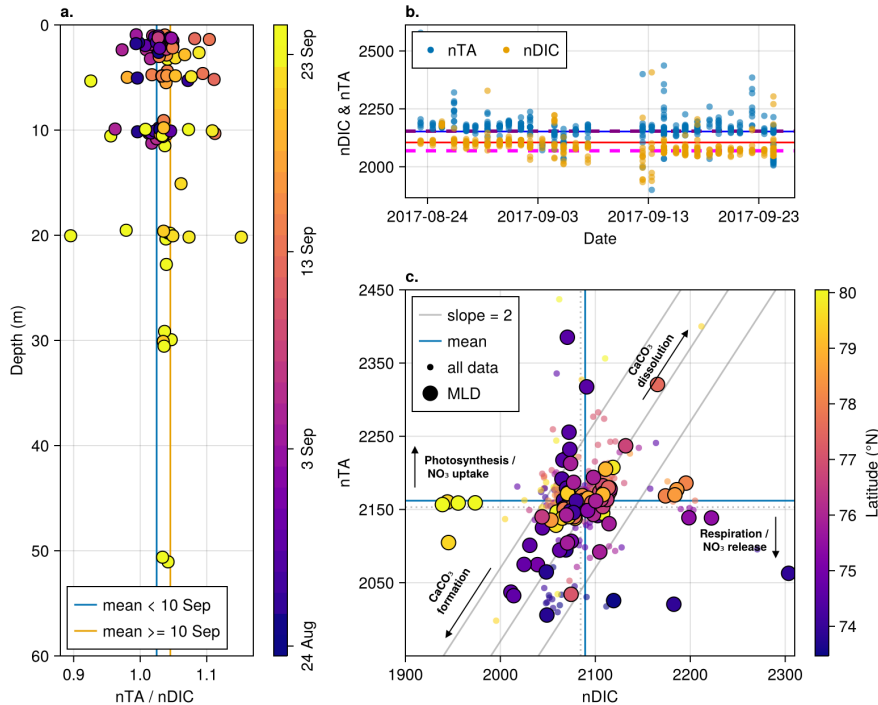 a.
0
10
20
30
40
50
60
Depth (m)
0.9
1.0
1.1
nTA / nDIC
mean < 10 Sep
mean >= 10 Sep
23 Sep
13 Sep
3 Sep
24 Aug
b.
nTA
nDIC
2500
2250
2000
nDIC & nTA
2017-08-24
2017-09-03
2017-09-13
2017-09-23
Date
c.
2450
2350
2250
2150
2050
nTA
slope = 2
mean
all data
MLD
CaCO₃
dissolution
Photosynthesis /
NO₃ uptake
Respiration /
NO₃ release
CaCO₃
formation
1900
2000
2100
2200
2300
nDIC
80
79
78
77
76
75
74
Latitude (°N)